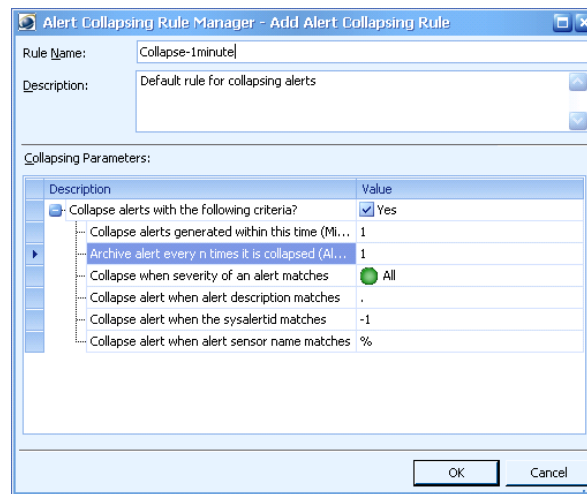 Alert Collapsing Rule Manager - Add Alert Collapsing Rule
Rule Name: Collapse-1minute
Description: Default rule for collapsing alerts
Collapsing Parameters:
Description Value
Collapse alerts with the following criteria? Yes
Collapse alerts generated within this time (Mi... 1
Archive alert every n times it is collapsed (Al... 1
Collapse when severity of an alert matches All
Collapse alert when alert description matches .
Collapse alert when the sysalertid matches -1
Collapse alert when alert sensor name matches %
OK Cancel